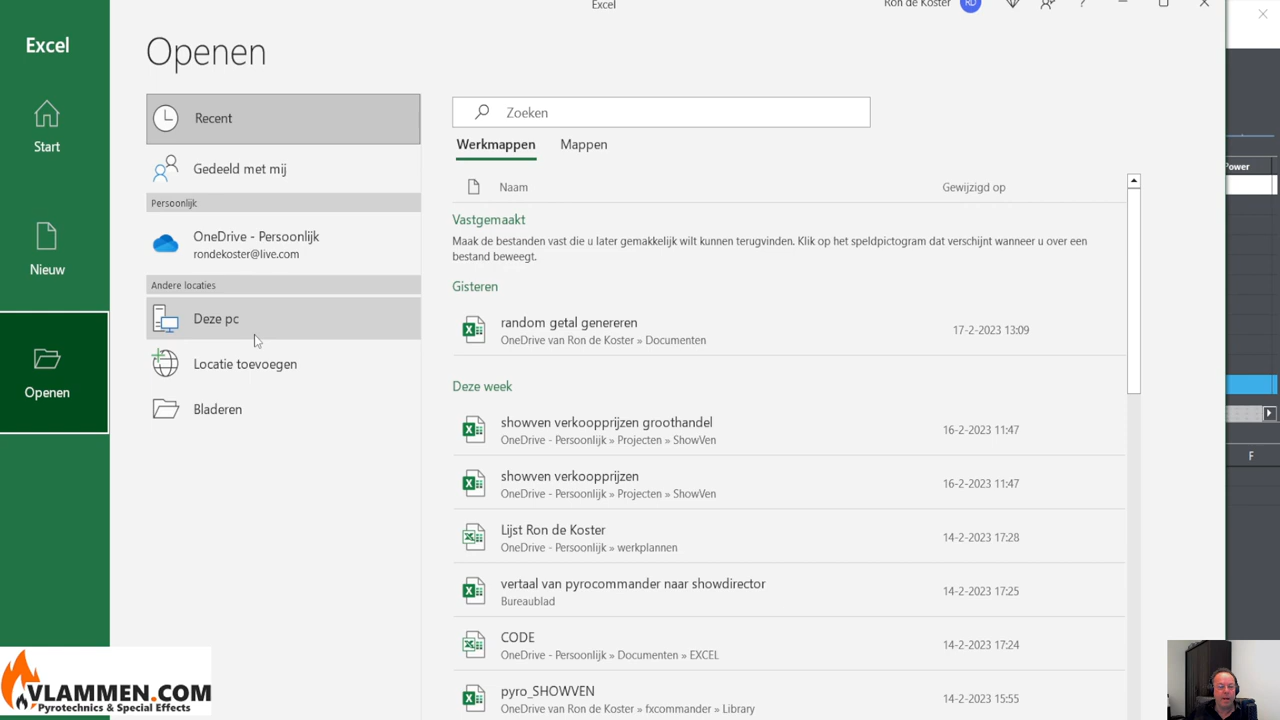 Excel
Ron de Koster
RD
?
Excel
Start
Nieuw
Openen
Openen
Recent
Gedeeld met mij
Persoonlijk
OneDrive - Persoonlijk
rondekoster@live.com
Andere locaties
Deze pc
Locatie toevoegen
Bladeren
Zoeken
Werkmappen
Mappen
Naam
Gewijzigd op
Vastgemaakt
Maak de bestanden vast die u later gemakkelijk wilt kunnen terugvinden. Klik op het speldpictogram dat verschijnt wanneer u over een
bestand beweegt.
Gisteren
random getal genereren
17-2-2023 13:09
OneDrive van Ron de Koster » Documenten
Deze week
showven verkoopprijzen groothandel
16-2-2023 11:47
OneDrive - Persoonlijk » Projecten » ShowVen
showven verkoopprijzen
16-2-2023 11:47
OneDrive - Persoonlijk » Projecten » ShowVen
Lijst Ron de Koster
14-2-2023 17:28
OneDrive - Persoonlijk » werkplannen
vertaal van pyrocommander naar showdirector
14-2-2023 17:25
Bureaublad
CODE
14-2-2023 17:24
OneDrive - Persoonlijk » Documenten » EXCEL
pyro_SHOWVEN
14-2-2023 15:55
OneDrive van Ron de Koster » fxcommander » Library
Power
F
VLAMMEN.COM
Pyrotechnics & Special Effects